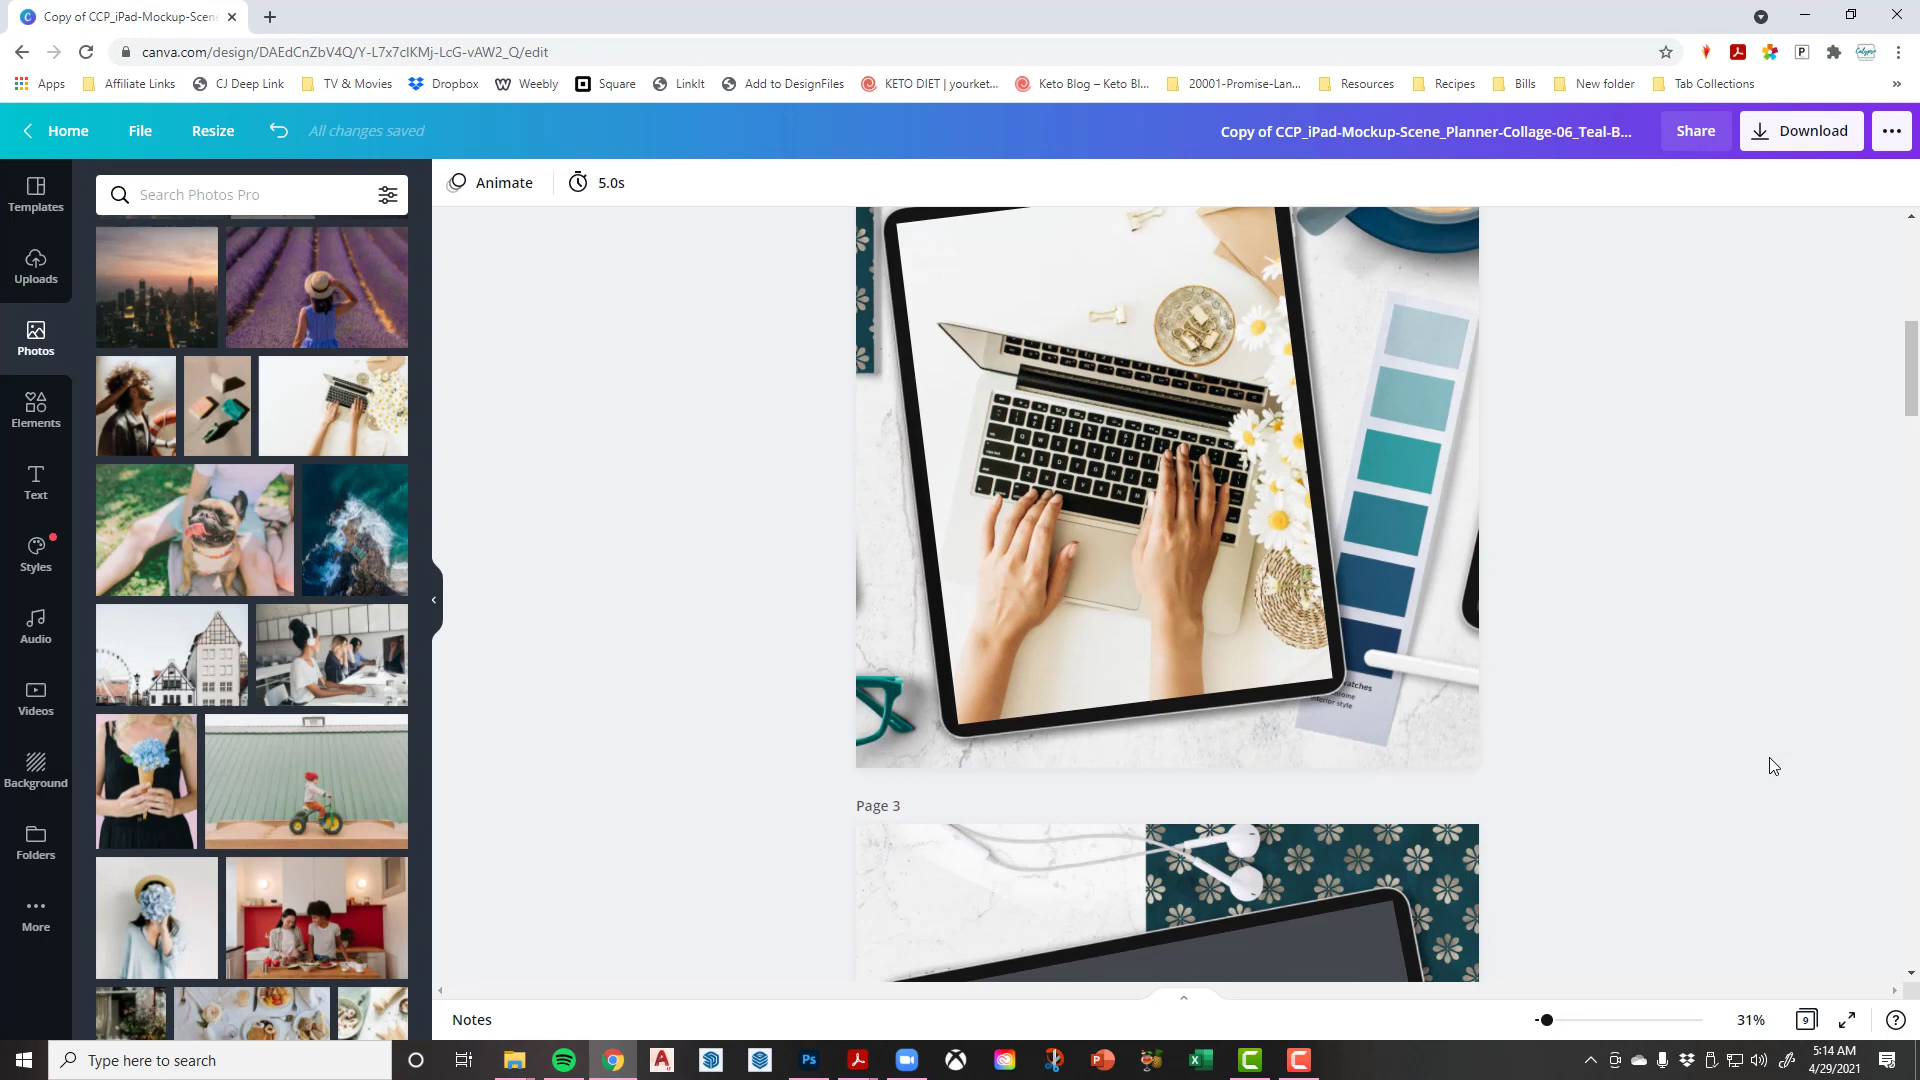 Copy of CCP_iPad-Mockup-Scen
canva.com/design/DAEdCnZbV4Q/Y-L7x7clKMj-LcG-vAW2_Q/edit
Apps
Affiliate Links
CJ Deep Link
TV & Movies
Dropbox
Weebly
Square
LinkIt
Add to DesignFiles
KETO DIET | yourket...
Keto Blog – Keto Bl...
20001-Promise-Lan...
Resources
Recipes
Bills
New folder
Tab Collections
Home
File
Resize
All changes saved
Copy of CCP_iPad-Mockup-Scene_Planner-Collage-06_Teal-B...
Share
Download
Templates
Uploads
Photos
Elements
Text
Styles
Audio
Videos
Background
Folders
More
Search Photos Pro
Animate
5.0s
Page 3
Notes
31%
9
Type here to search
5:14 AM
4/29/2021